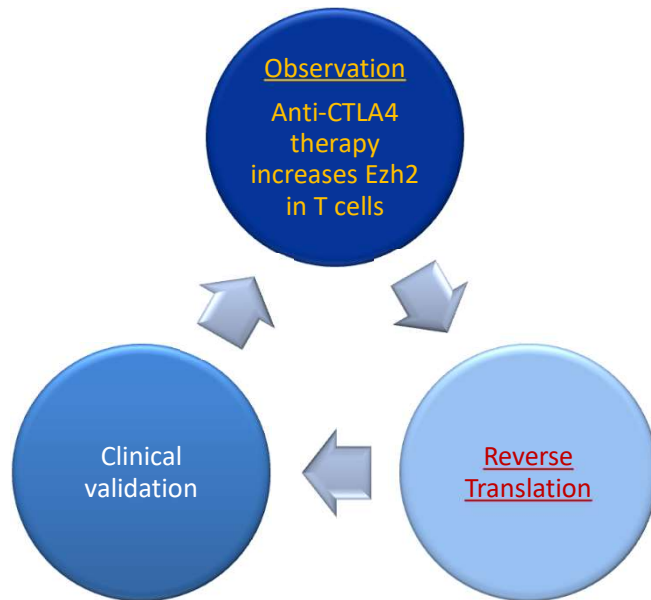 Observation
Anti-CTLA4
therapy
increases Ezh2
in T cells
Reverse
Translation
Clinical
validation